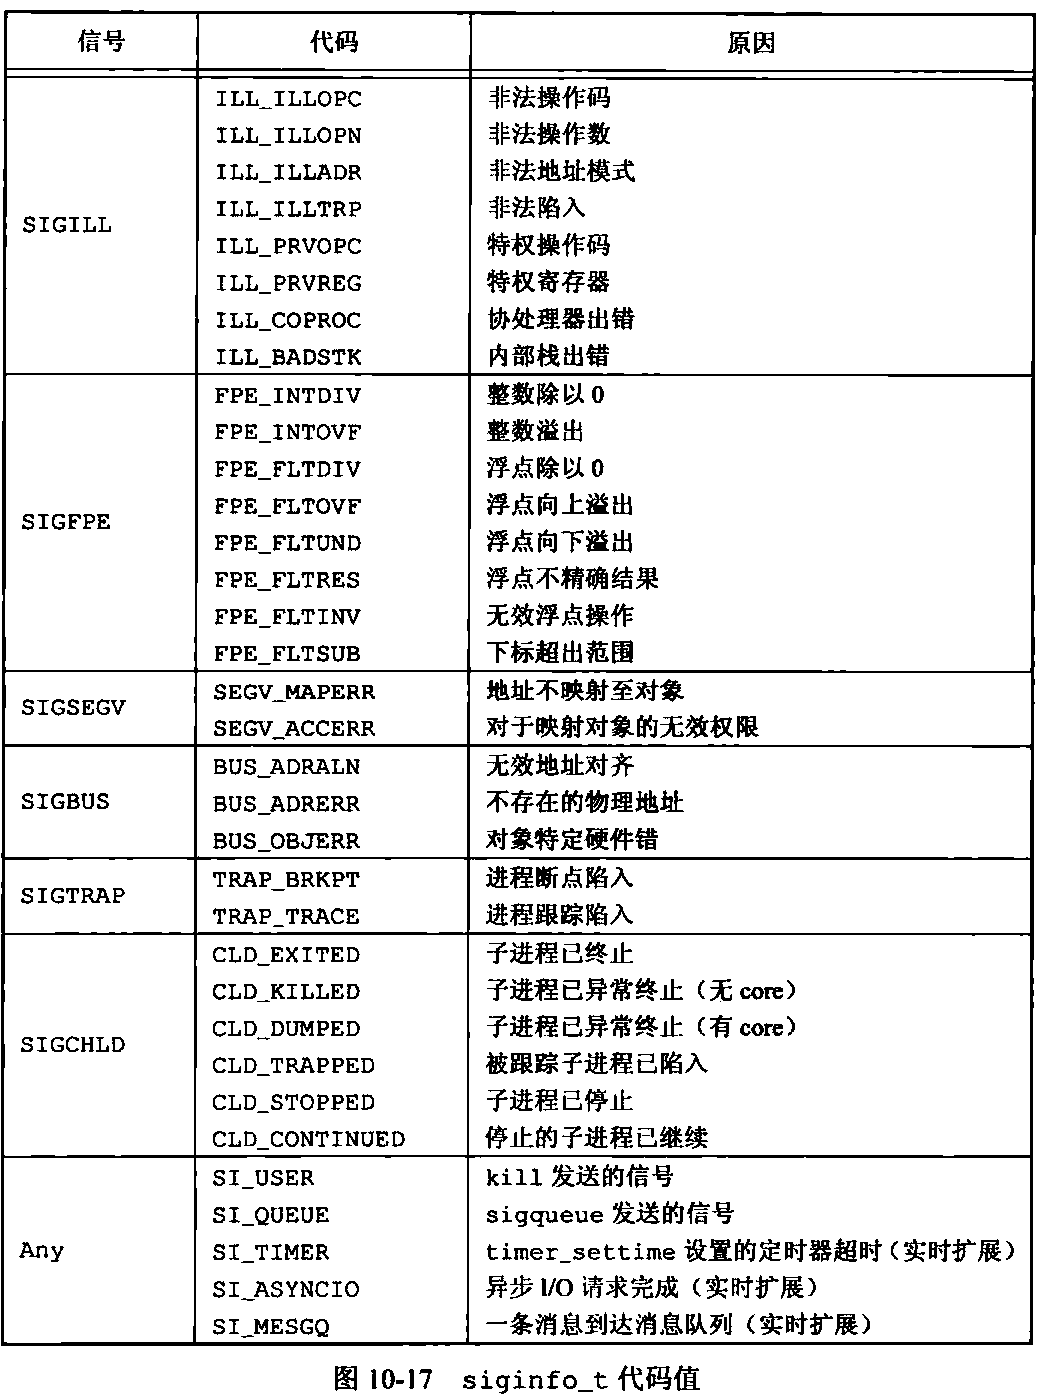 信号 代码 原因
SIGILL
ILL_ILLOPC 非法操作码
ILL_ILLOPN 非法操作数
ILL_ILLADR 非法地址模式
ILL_ILLTRP 非法陷入
ILL_PRVOPC 特权操作码
ILL_PRVREG 特权寄存器
ILL_COPROC 协处理器出错
ILL_BADSTK 内部栈出错
SIGFPE
FPE_INTDIV 整数除以 0
FPE_INTOVF 整数溢出
FPE_FLTDIV 浮点除以 0
FPE_FLTOVF 浮点向上溢出
FPE_FLTUND 浮点向下溢出
FPE_FLTRES 浮点不精确结果
FPE_FLTINV 无效浮点操作
FPE_FLTSUB 下标超出范围
SIGSEGV
SEGV_MAPERR 地址不映射至对象
SEGV_ACCERR 对于映射对象的无效权限
SIGBUS
BUS_ADRALN 无效地址对齐
BUS_ADRERR 不存在的物理地址
BUS_OBJERR 对象特定硬件错
SIGTRAP
TRAP_BRKPT 进程断点陷入
TRAP_TRACE 进程跟踪陷入
SIGCHLD
CLD_EXITED 子进程已终止
CLD_KILLED 子进程已异常终止（无 core）
CLD_DUMPED 子进程已异常终止（有 core）
CLD_TRAPPED 被跟踪子进程已陷入
CLD_STOPPED 子进程已停止
CLD_CONTINUED 停止的子进程已继续
Any
SI_USER kill 发送的信号
SI_QUEUE sigqueue 发送的信号
SI_TIMER timer_settime 设置的定时器超时（实时扩展）
SI_ASYNCIO 异步 I/O 请求完成（实时扩展）
SI_MESGQ 一条消息到达消息队列（实时扩展）
图 10-17 siginfo_t 代码值